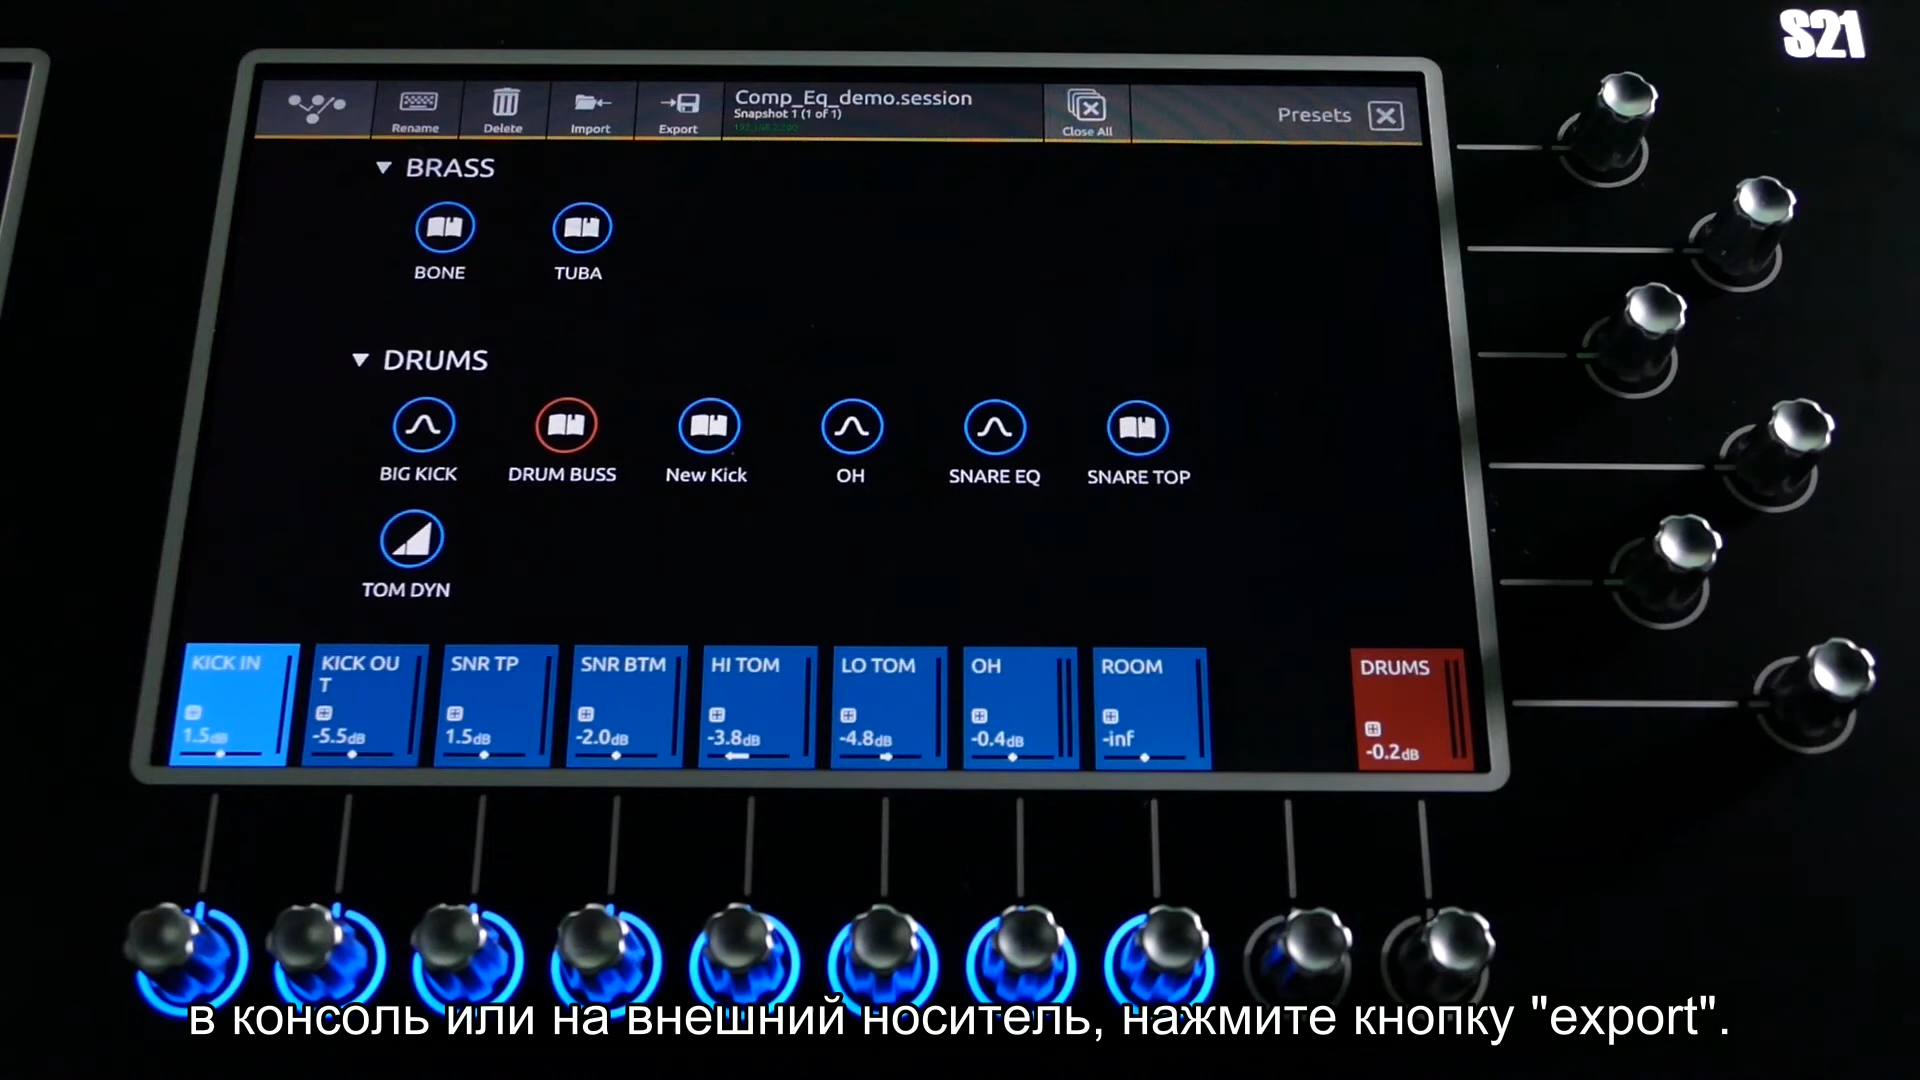 S21
Rename
Delete
Import
Export
Comp_Eq_demo.session
Snapshot 1 (1 of 1)
Close All
Presets
BRASS
BONE
TUBA
DRUMS
BIG KICK
DRUM BUSS
New Kick
OH
SNARE EQ
SNARE TOP
TOM DYN
KICK IN
1.5dB
KICK OU
T
-5.5dB
SNR TP
1.5dB
SNR BTM
-2.0dB
HI TOM
-3.8dB
LO TOM
-4.8dB
OH
-0.4dB
ROOM
-inf
DRUMS
-0.2dB
в консоль или на внешний носитель, нажмите кнопку "export".